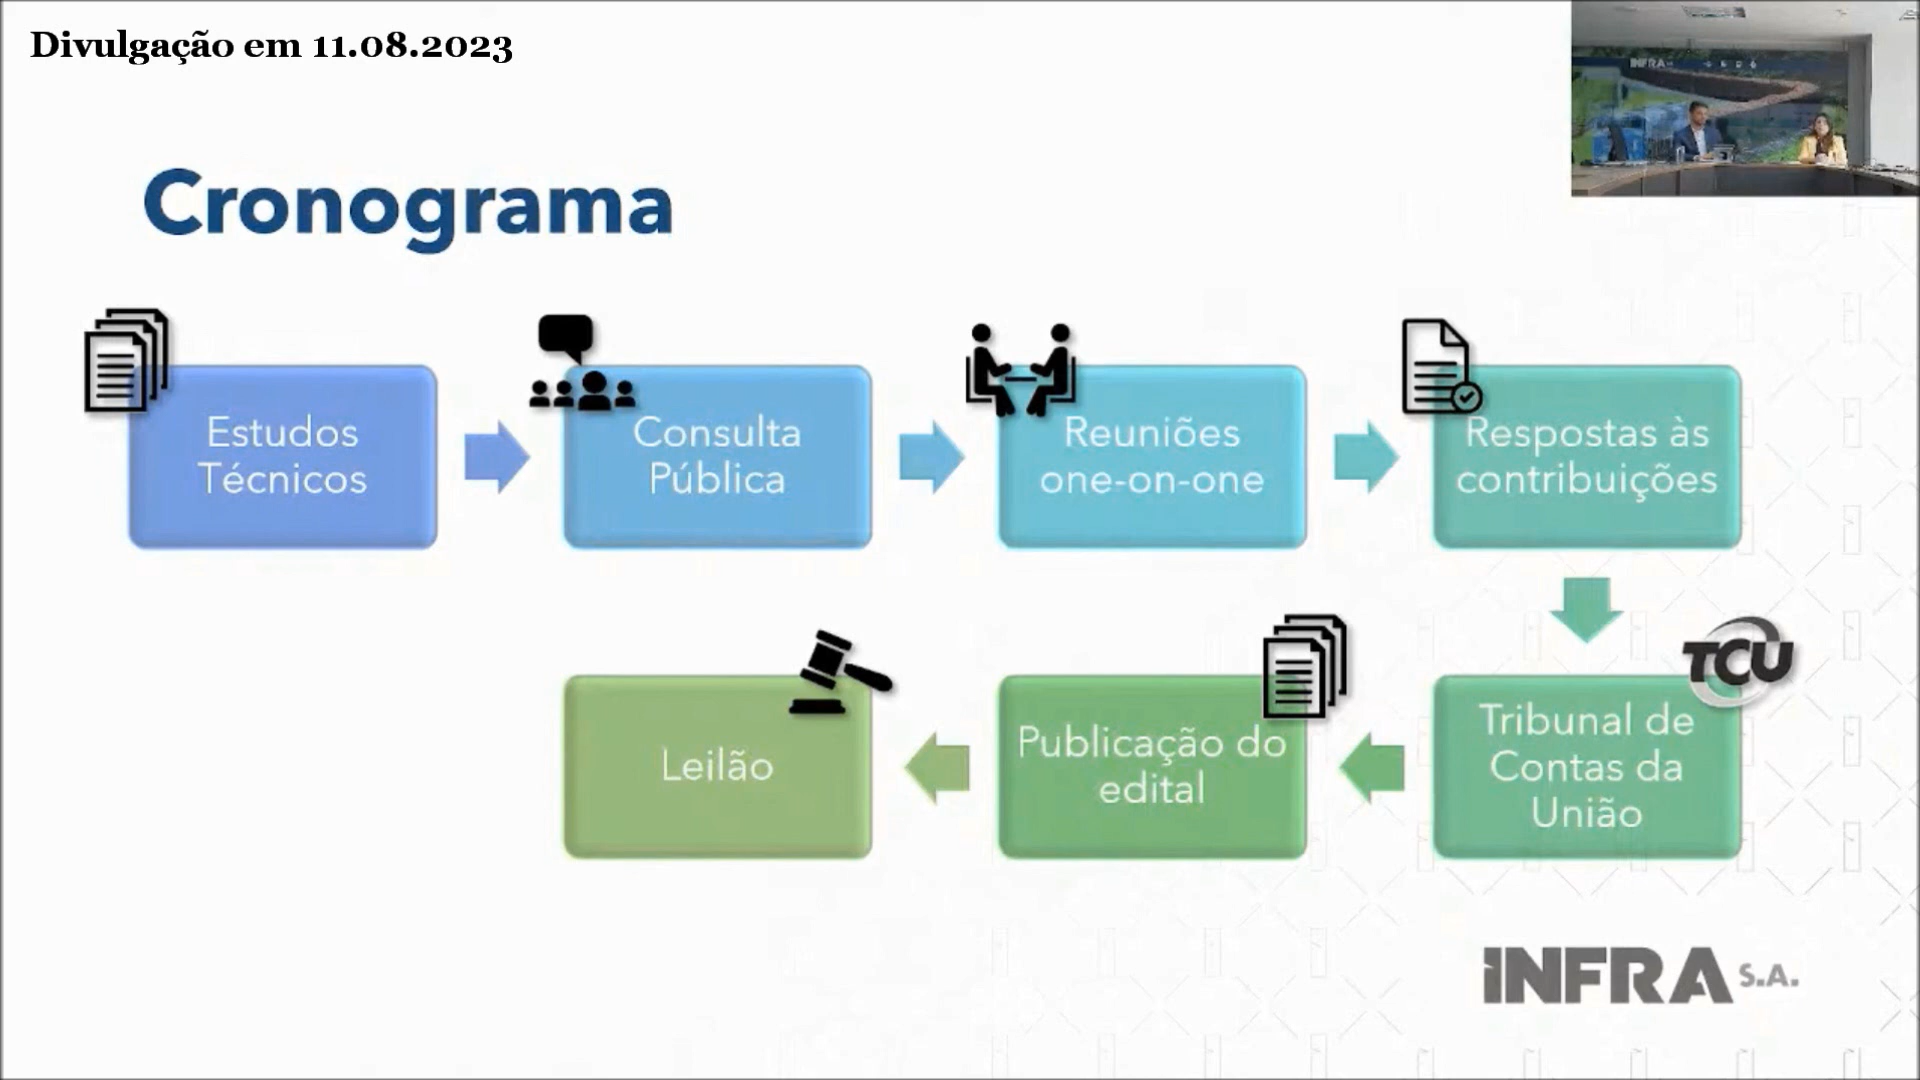 Divulgação em 11.08.2023
INFRA
Cronograma
Estudos
Técnicos
Consulta
Pública
Reuniões
one-on-one
Respostas às
contribuições
TCU
Leilão
Publicação do
edital
Tribunal de
Contas da
União
INFRA S.A.